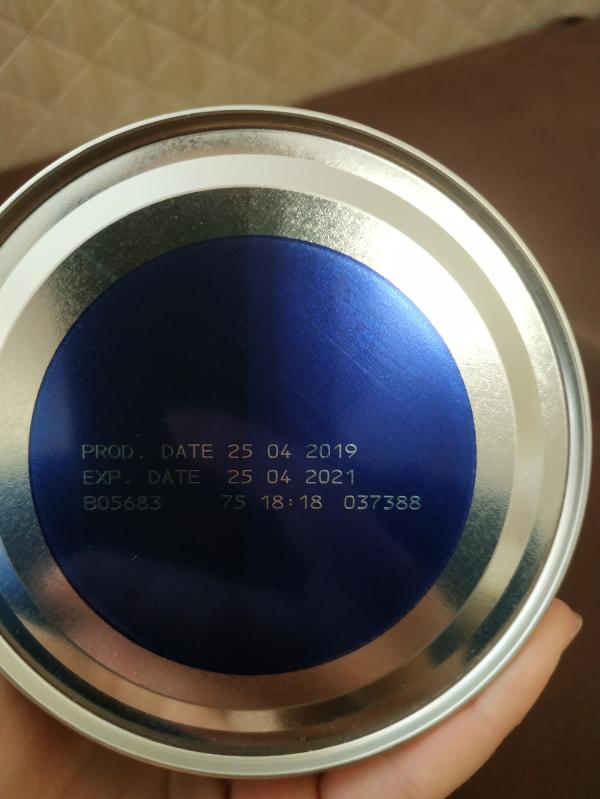 PROD. DATE 25 04 2019
EXP. DATE 25 04 2021
B05683 75 18:18 037388